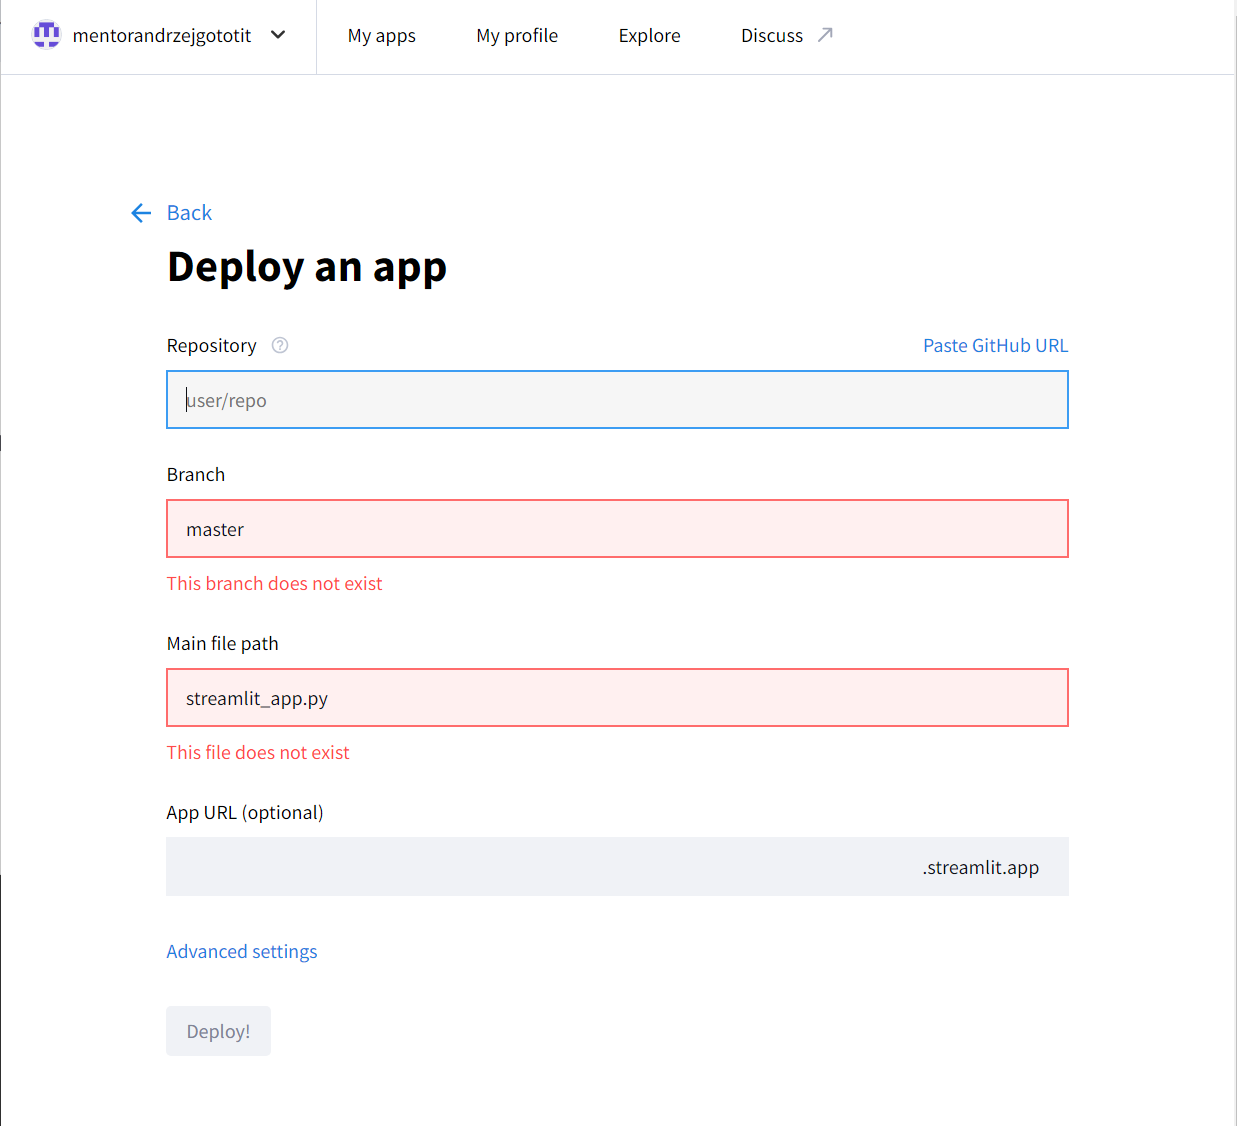 mentorandrzejgototit My apps My profile Explore Discuss
Back
Deploy an app
Repository Paste GitHub URL
user/repo
Branch
master
This branch does not exist
Main file path
streamlit_app.py
This file does not exist
App URL (optional)
.streamlit.app
Advanced settings
Deploy!